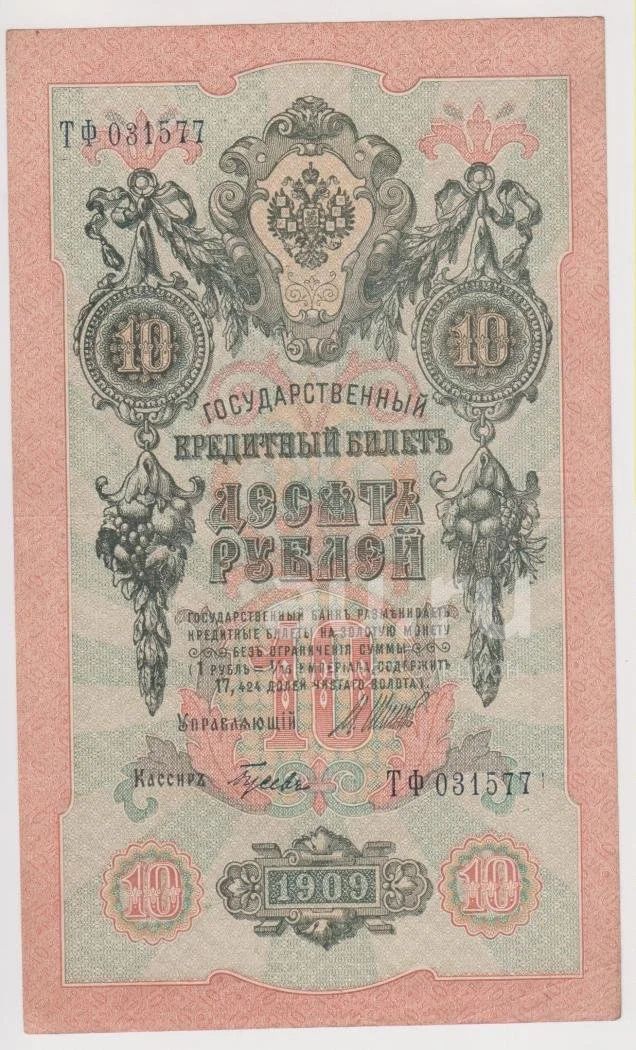 ТФ 031577
10 10
ГОСУДАРСТВЕННЫЙ
КРЕДИТНЫЙ БИЛЕТЪ
ДЕСЯТЬ
РУБЛЕЙ
ГОСУДАРСТВЕННЫЙ БАНКЪ РАЗМѢНИВАЕТЪ
КРЕДИТНЫЕ БИЛЕТЫ НА ЗОЛОТУЮ МОНЕТУ
БЕЗЪ ОГРАНИЧЕНІЯ СУММЫ
(1 РУБЛЬ = 1/15 ИМПЕРІАЛА, СОДЕРЖИТЪ
17,424 ДОЛЕЙ ЧИСТАГО ЗОЛОТА).
10
УПРАВЛЯЮЩІЙ
КАССИРЪ ТФ 031577
10 1909 10